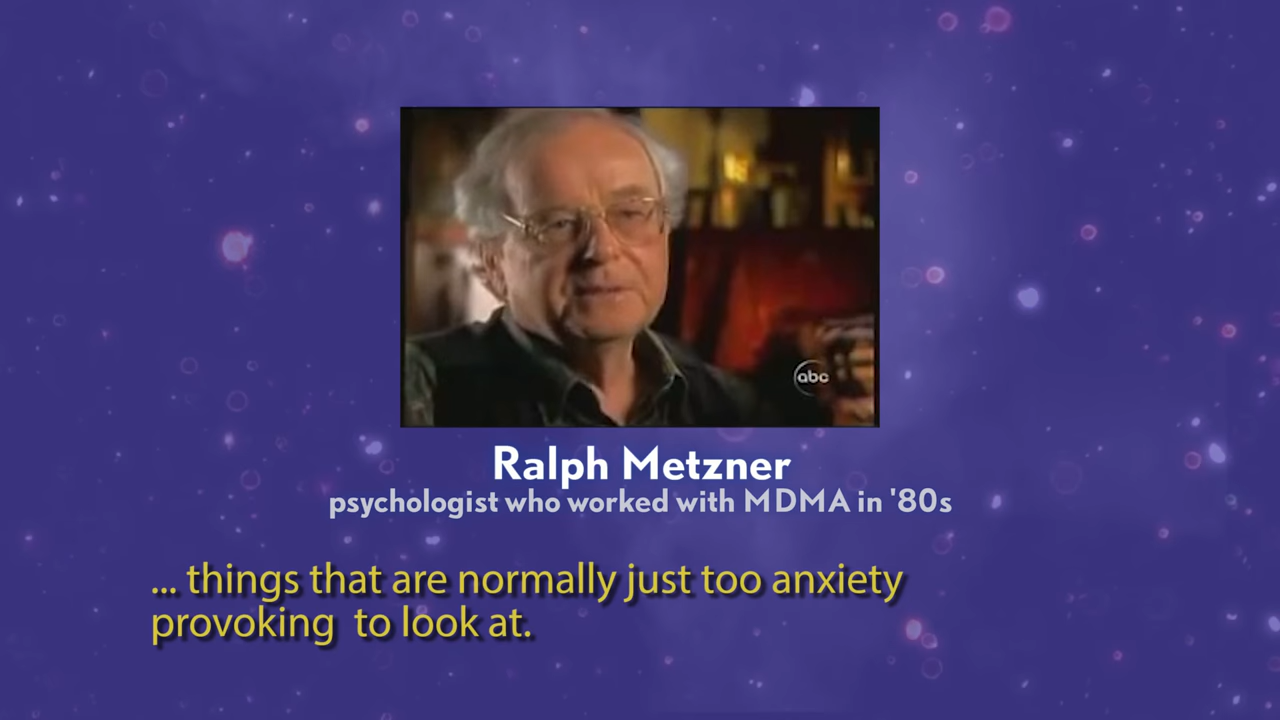 abc
Ralph Metzner
psychologist who worked with MDMA in '80s
... things that are normally just too anxiety
provoking  to look at.